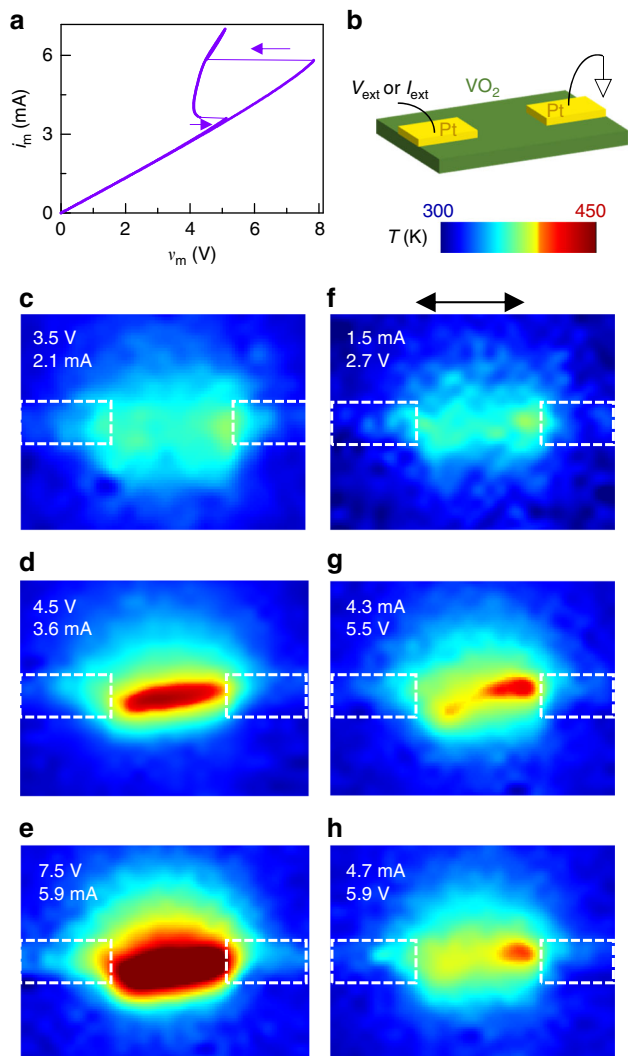 a
6
3
0
0
2
4
6
8
i_m (mA)
v_m (V)
b
V_ext or I_ext
VO₂
Pt
Pt
300
450
T (K)
c
3.5 V
2.1 mA
f
1.5 mA
2.7 V
d
4.5 V
3.6 mA
g
4.3 mA
5.5 V
e
7.5 V
5.9 mA
h
4.7 mA
5.9 V